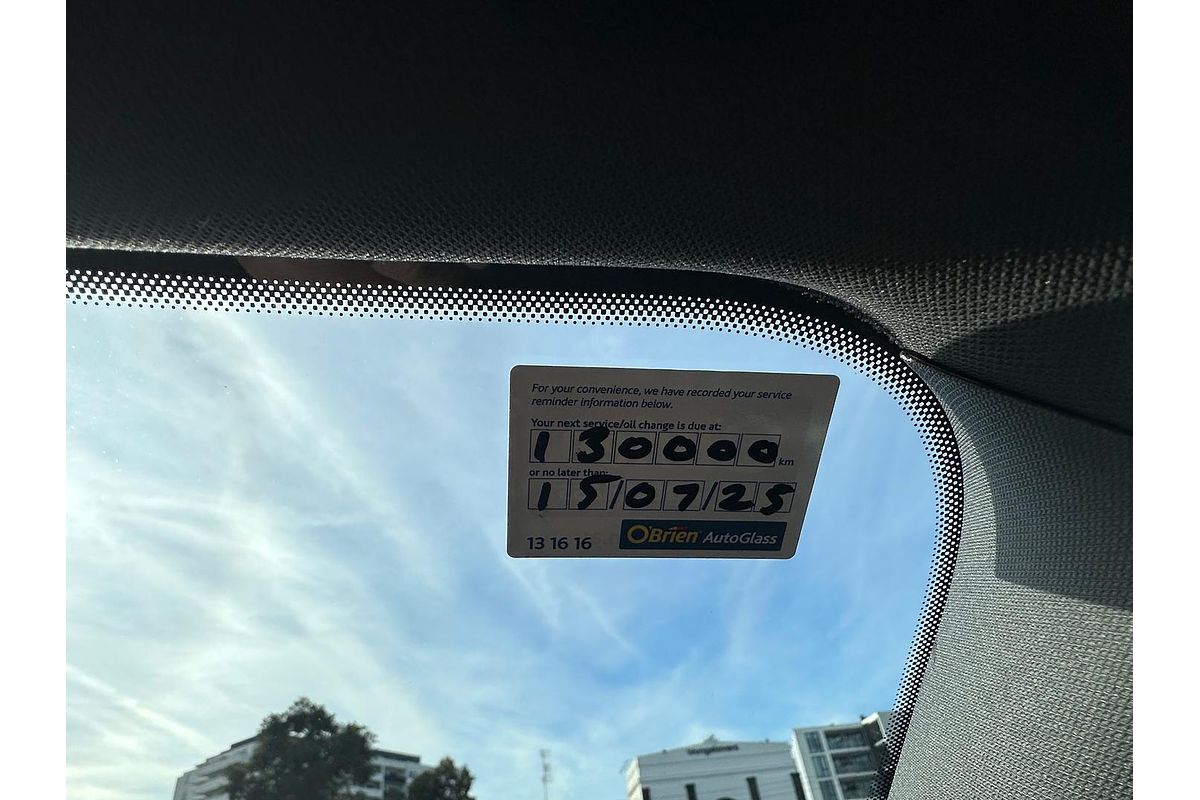 For your convenience, we have recorded your service
reminder information below.
Your next service/oil change is due at:
130000 km
or no later than:
15/07/25
13 16 16 O'Brien AutoGlass